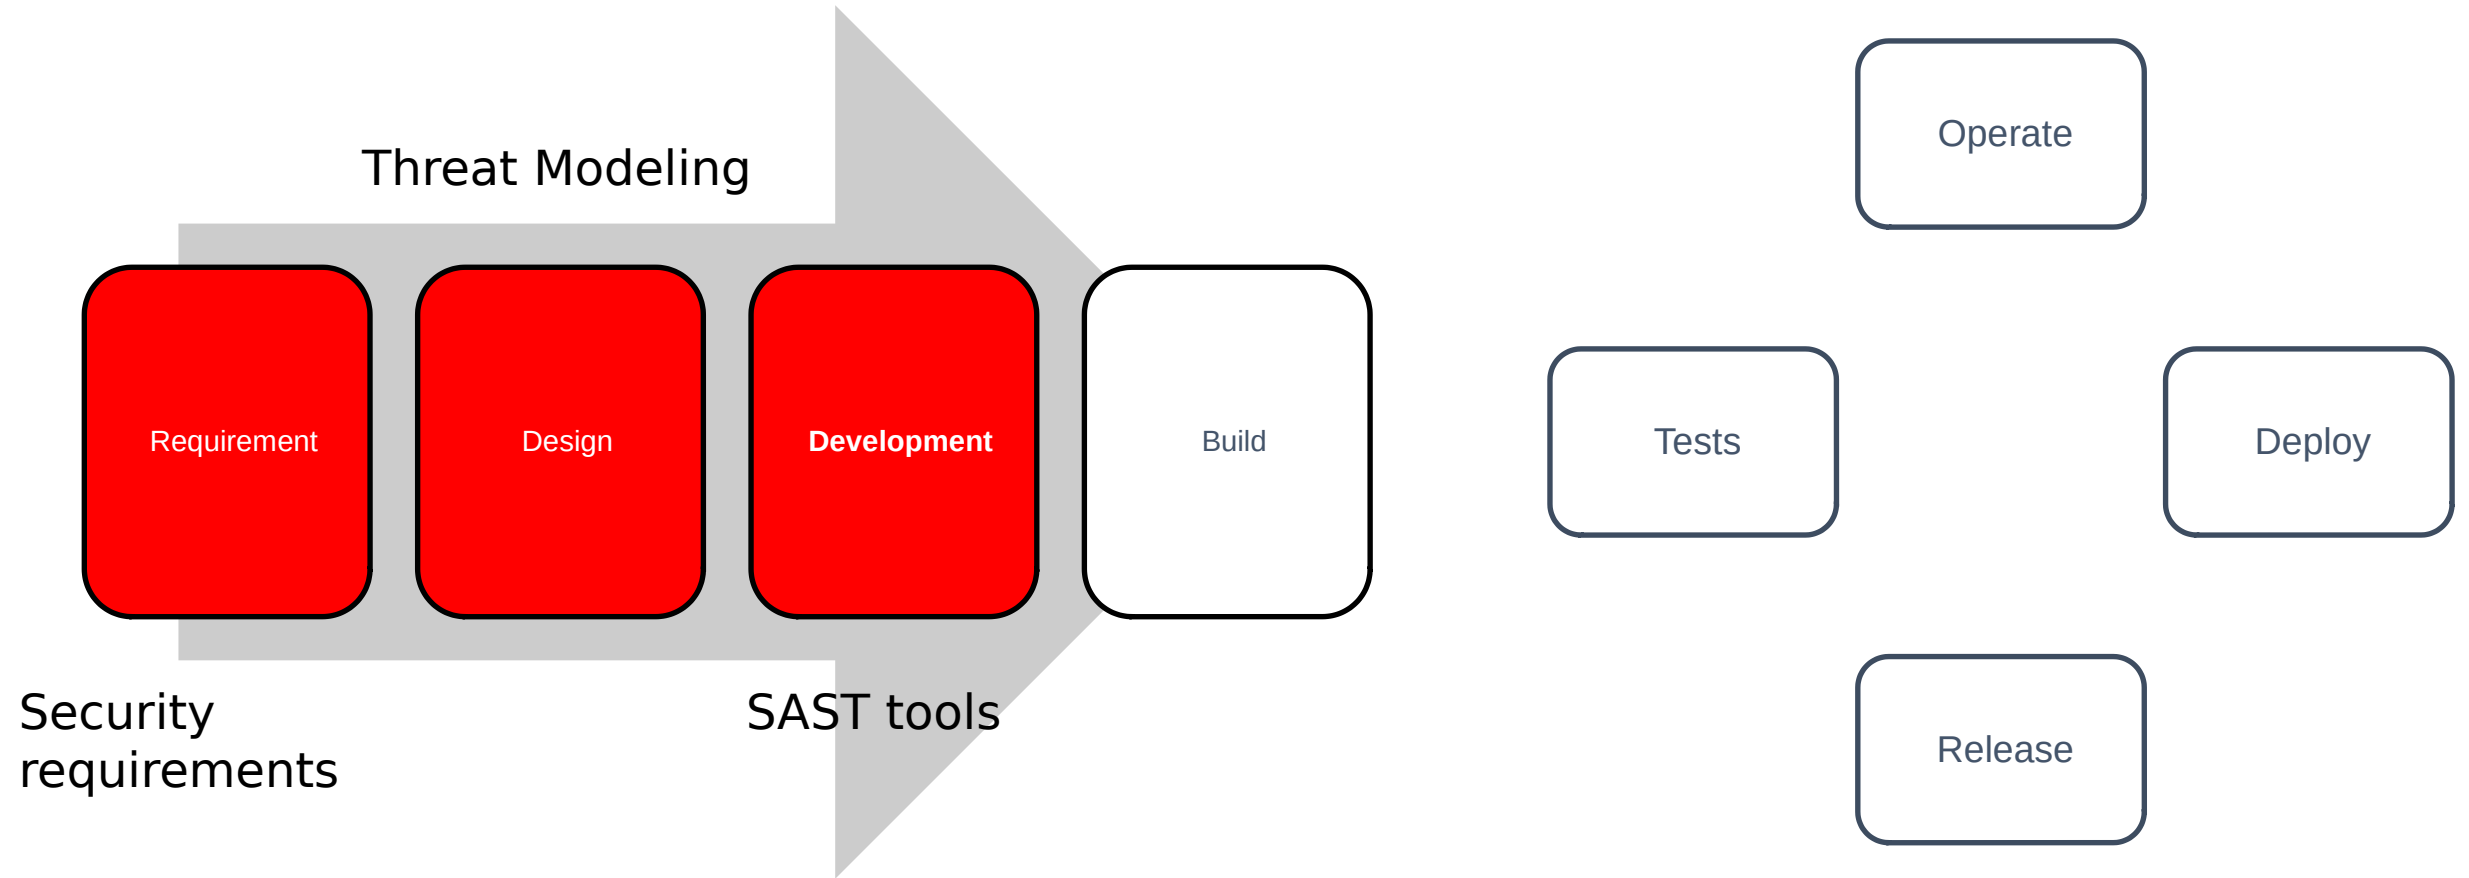 Threat Modeling
Requirement
Design
Development
Build
Security
requirements
SAST tools
Operate
Tests
Deploy
Release